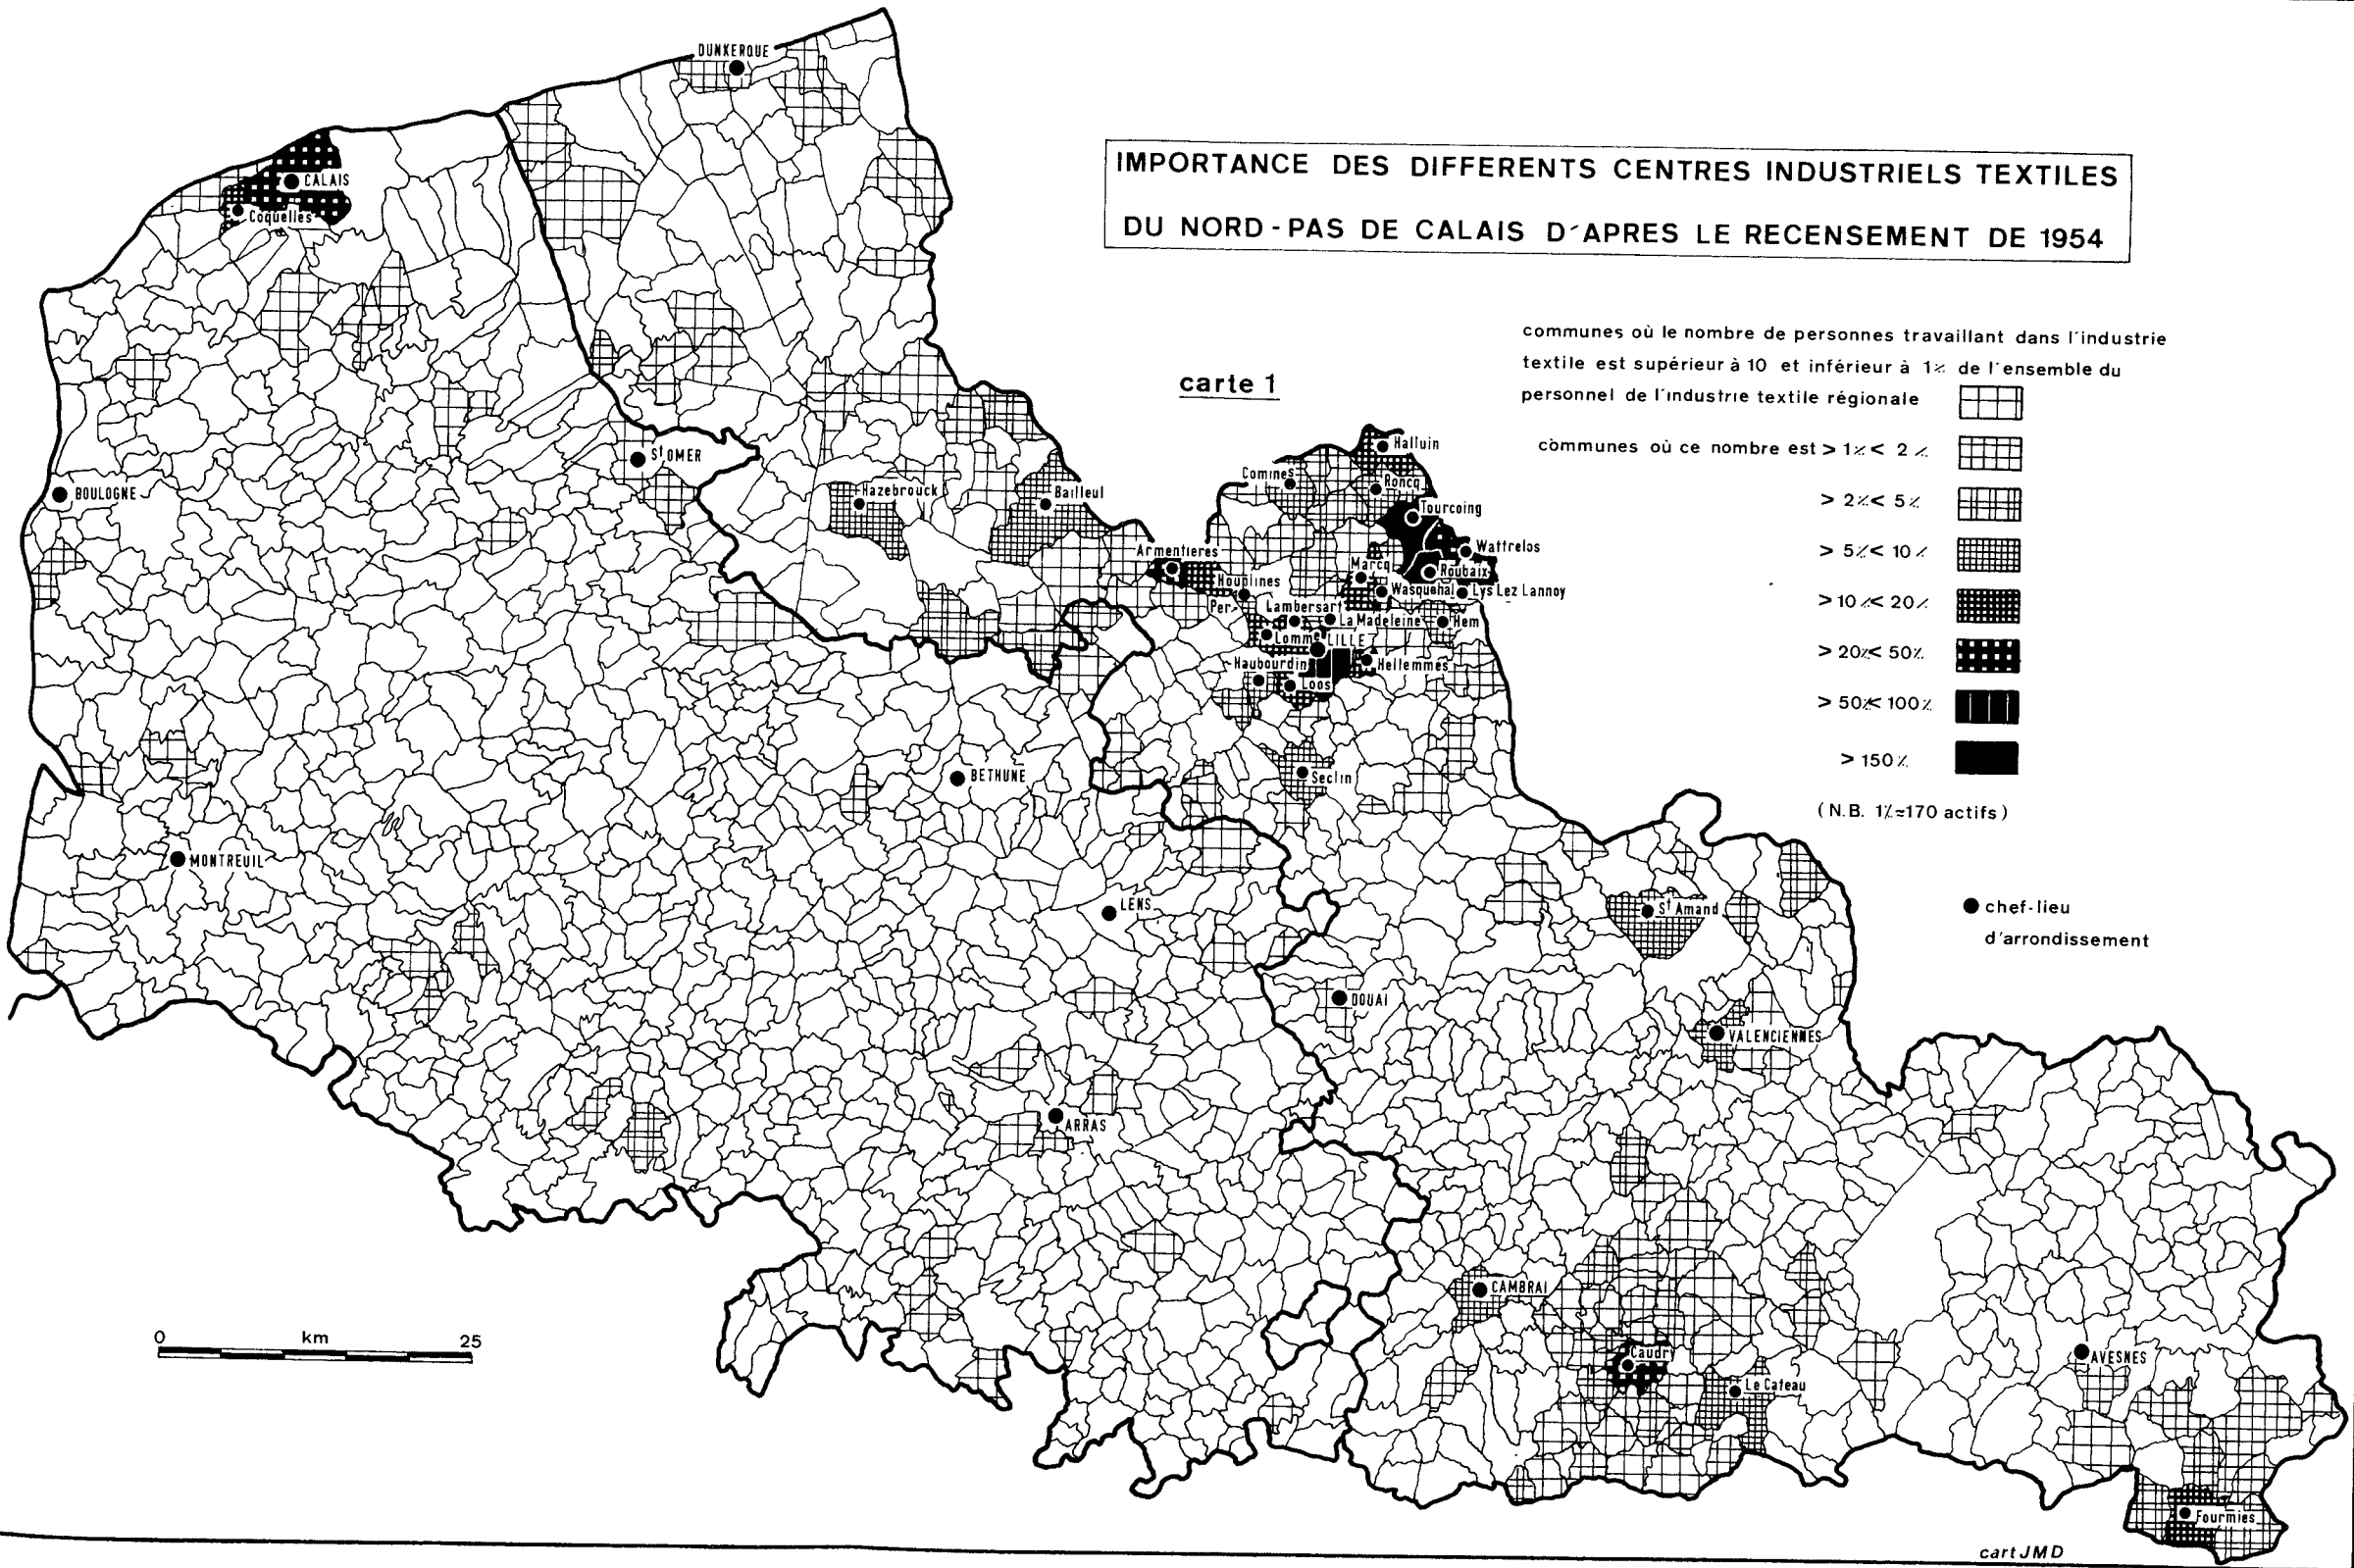 IMPORTANCE DES DIFFERENTS CENTRES INDUSTRIELS TEXTILES
DU NORD - PAS DE CALAIS D'APRES LE RECENSEMENT DE 1954
carte 1
communes où le nombre de personnes travaillant dans l'industrie
textile est supérieur à 10 et inférieur à 1% de l'ensemble du
personnel de l'industrie textile régionale
communes où ce nombre est > 1% < 2 %
> 2% < 5%
> 5% < 10 %
> 10 % < 20 %
> 20% < 50%
> 50% < 100%
> 150 %
( N.B. 1% ≃ 170 actifs )
chef-lieu
d'arrondissement
DUNKERQUE
CALAIS
Coquelles
St OMER
BOULOGNE
Hazebrouck
Bailleul
Halluin
Comines
Roncq
Tourcoing
Armentieres
Wattrelos
Marcq
Roubaix
Houplines
Wasquehal
Lys Lez Lannoy
Per.
Lambersart
La Madeleine
Hem
Lomme
LILLE
Haubourdin
Hellemmes
Loos
Seclin
BETHUNE
MONTREUIL
LENS
St Amand
DOUAI
VALENCIENNES
ARRAS
CAMBRAI
Caudry
Le Cateau
AVESNES
Fourmies
0 km 25
cart JMD